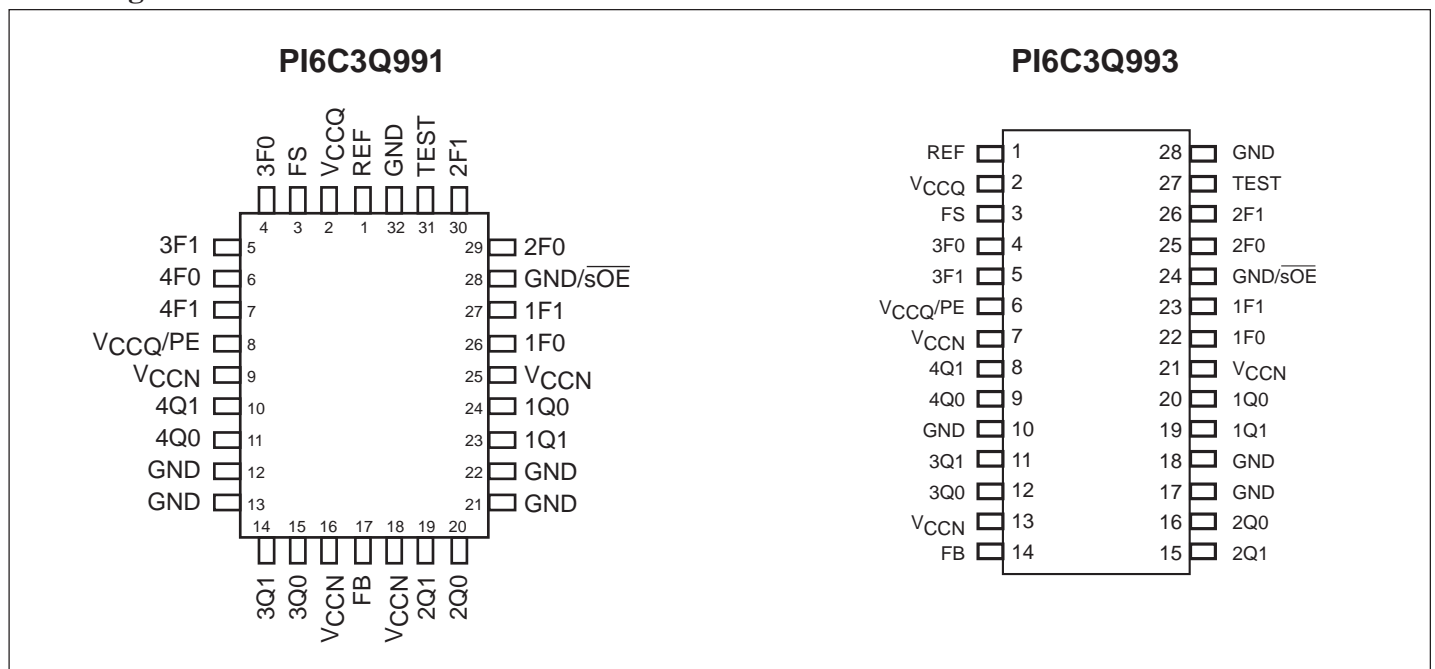 PI6C3Q991
3F0
FS
VCCQ
REF
GND
TEST
2F1
4
3
2
1
32
31
30
3F1 5
4F0 6
4F1 7
VCCQ/PE 8
VCCN 9
4Q1 10
4Q0 11
GND 12
GND 13
29 2F0
28 GND/sOE
27 1F1
26 1F0
25 VCCN
24 1Q0
23 1Q1
22 GND
21 GND
14
15
16
17
18
19
20
3Q1
3Q0
VCCN
FB
VCCN
2Q1
2Q0
PI6C3Q993
REF 1 28 GND
VCCQ 2 27 TEST
FS 3 26 2F1
3F0 4 25 2F0
3F1 5 24 GND/sOE
VCCQ/PE 6 23 1F1
VCCN 7 22 1F0
4Q1 8 21 VCCN
4Q0 9 20 1Q0
GND 10 19 1Q1
3Q1 11 18 GND
3Q0 12 17 GND
VCCN 13 16 2Q0
FB 14 15 2Q1